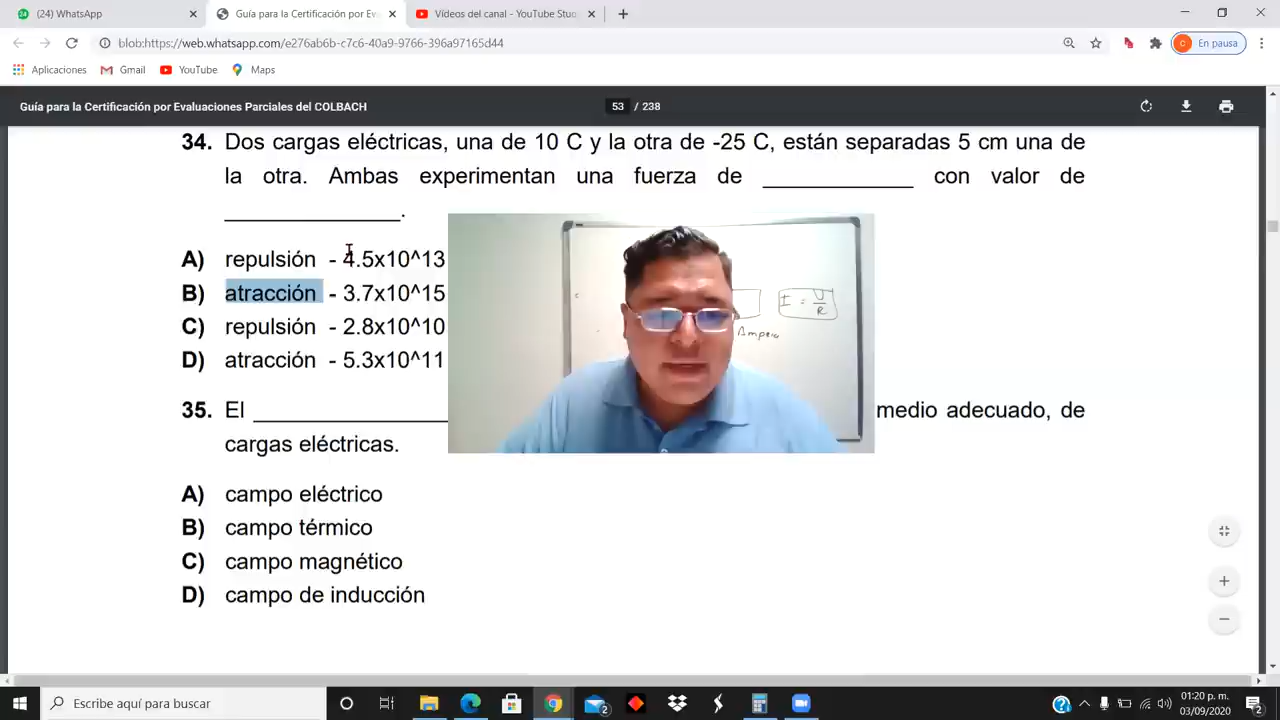 (24) WhatsApp
Guía para la Certificación por Ev
Vídeos del canal - YouTube Stud
blob:https://web.whatsapp.com/e276ab6b-c7c6-40a9-9766-396a97165d44
En pausa
Aplicaciones
Gmail
YouTube
Maps
Guía para la Certificación por Evaluaciones Parciales del COLBACH
53 / 238
34. Dos cargas eléctricas, una de 10 C y la otra de -25 C, están separadas 5 cm una de
la otra. Ambas experimentan una fuerza de ____________ con valor de
______________.
A) repulsión - 4.5x10^13
B) atracción - 3.7x10^15
C) repulsión - 2.8x10^10
D) atracción - 5.3x10^11
I = V/R
Ampere
35. El ________________ medio adecuado, de
cargas eléctricas.
A) campo eléctrico
B) campo térmico
C) campo magnético
D) campo de inducción
Escribe aquí para buscar
2
01:20 p. m.
03/09/2020
2